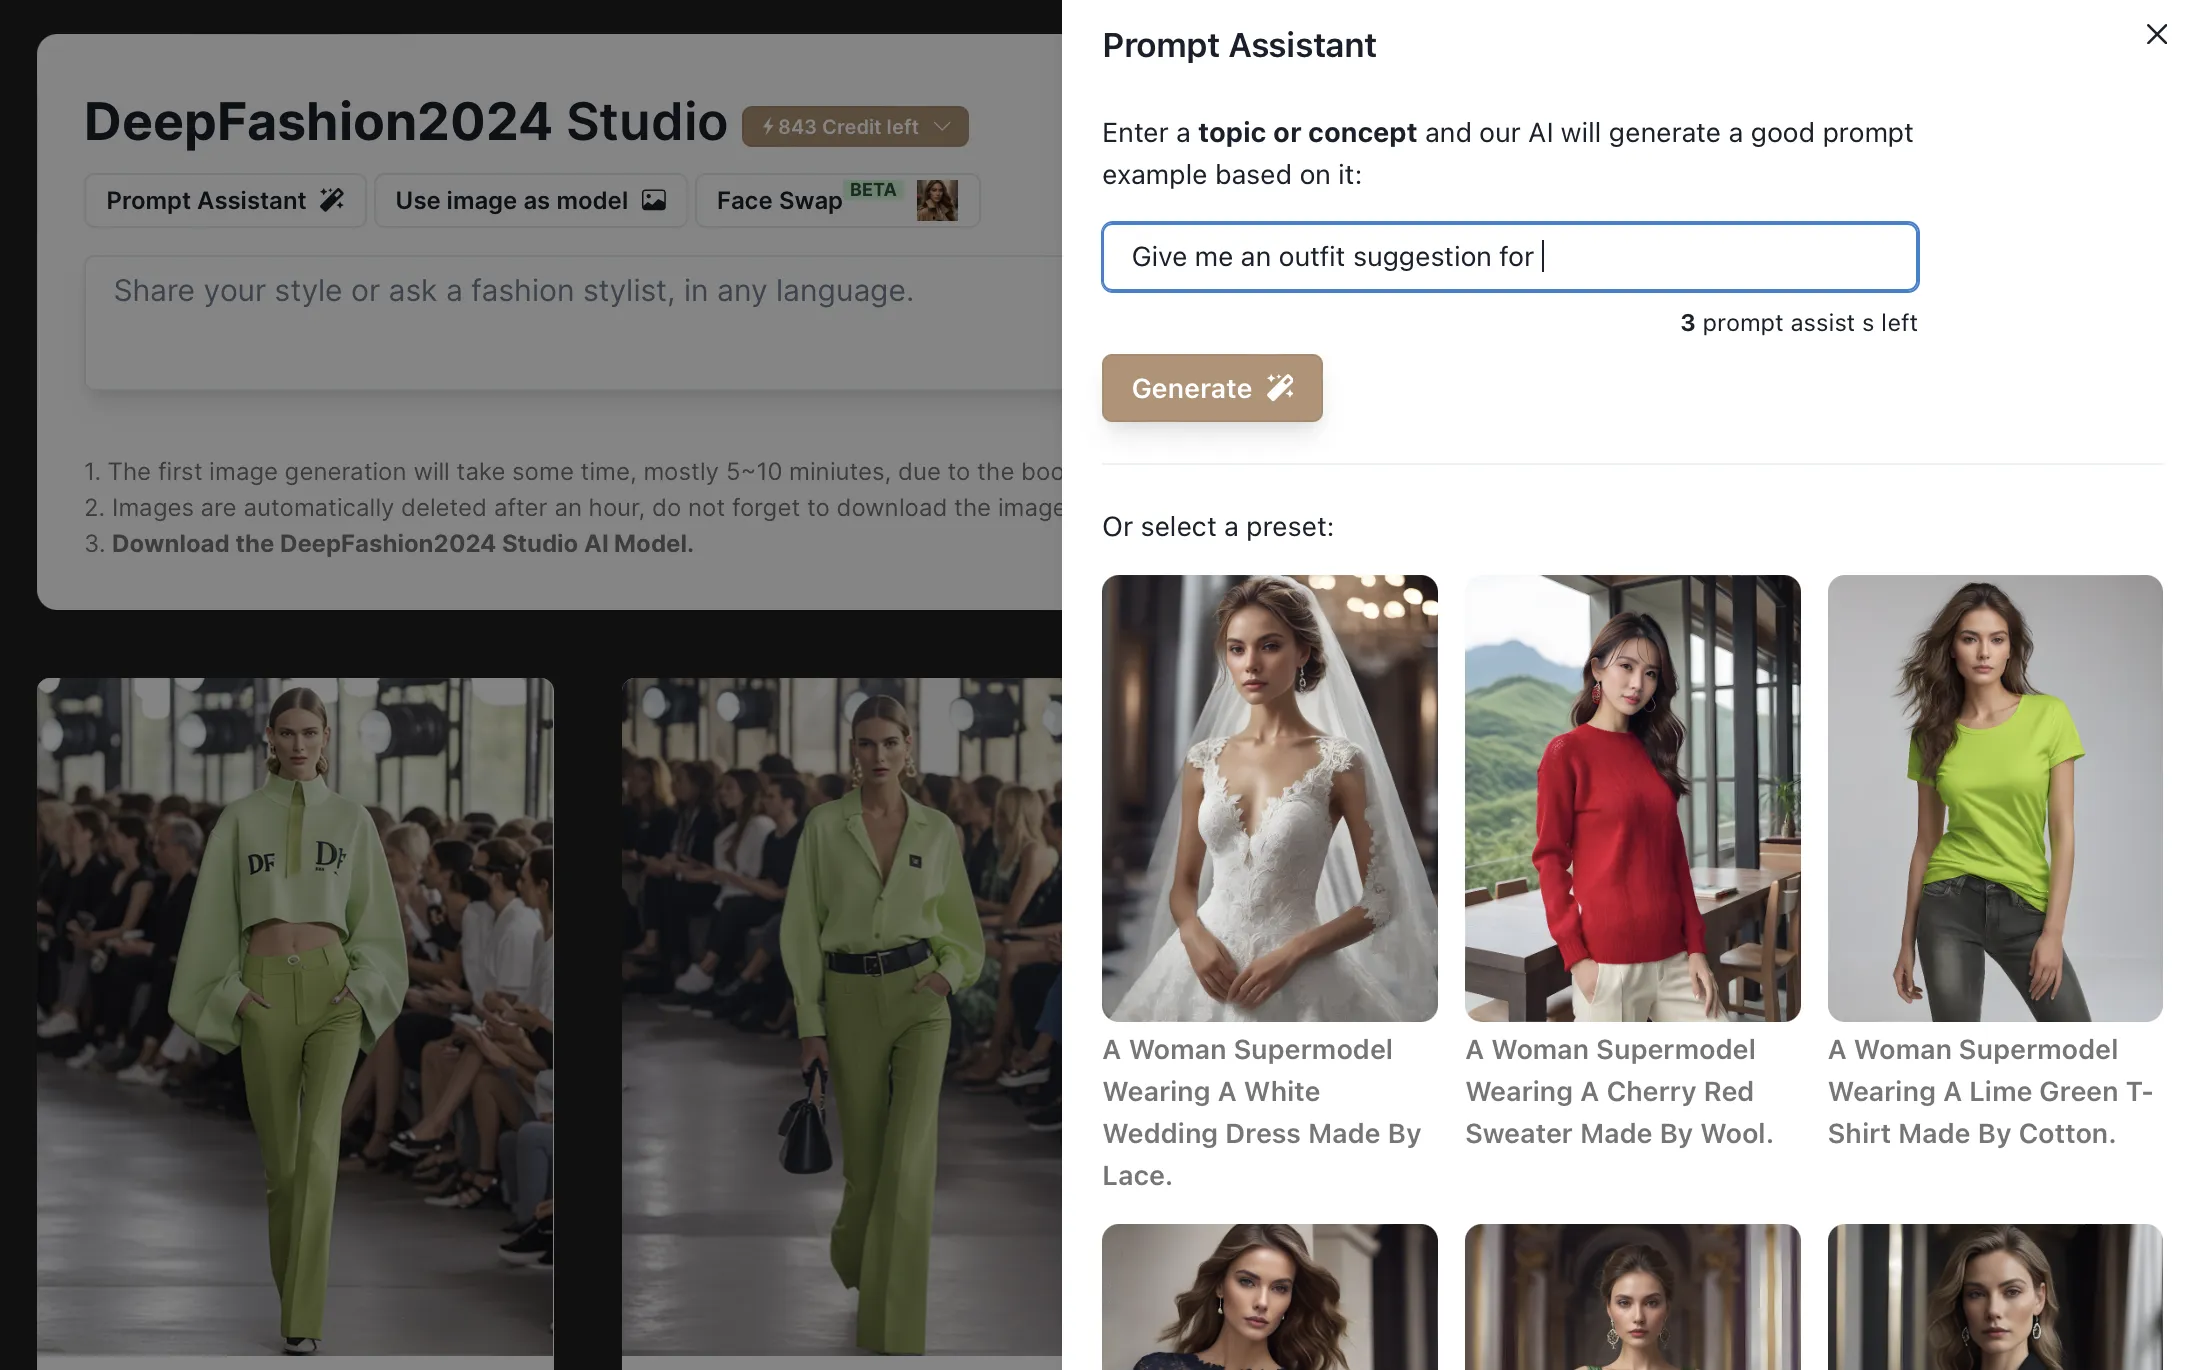 DeepFashion2024 Studio
843 Credit left
Prompt Assistant
Use image as model
Face Swap BETA
Share your style or ask a fashion stylist, in any language.
1. The first image generation will take some time, mostly 5~10 miniutes, due to the boo
2. Images are automatically deleted after an hour, do not forget to download the image
3. Download the DeepFashion2024 Studio AI Model.
DF DF
Prompt Assistant
Enter a topic or concept and our AI will generate a good prompt
example based on it:
Give me an outfit suggestion for
3 prompt assist s left
Generate
Or select a preset:
A Woman Supermodel
Wearing A White
Wedding Dress Made By
Lace.
A Woman Supermodel
Wearing A Cherry Red
Sweater Made By Wool.
A Woman Supermodel
Wearing A Lime Green T-
Shirt Made By Cotton.